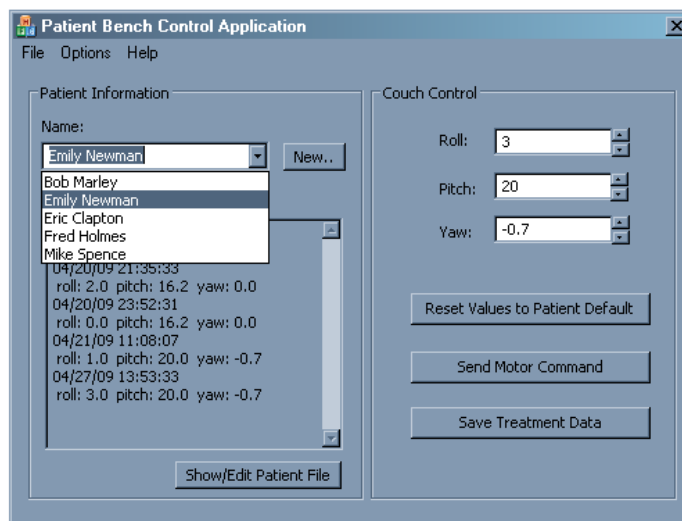 Patient Bench Control Application
File Options Help
Patient Information
Name:
Emily Newman
New..
Bob Marley
Emily Newman
Eric Clapton
Fred Holmes
Mike Spence
04/20/09 21:35:33
roll: 2.0 pitch: 16.2 yaw: 0.0
04/20/09 23:52:31
roll: 0.0 pitch: 16.2 yaw: 0.0
04/21/09 11:08:07
roll: 1.0 pitch: 20.0 yaw: -0.7
04/27/09 13:53:33
roll: 3.0 pitch: 20.0 yaw: -0.7
Show/Edit Patient File
Couch Control
Roll: 3
Pitch: 20
Yaw: -0.7
Reset Values to Patient Default
Send Motor Command
Save Treatment Data